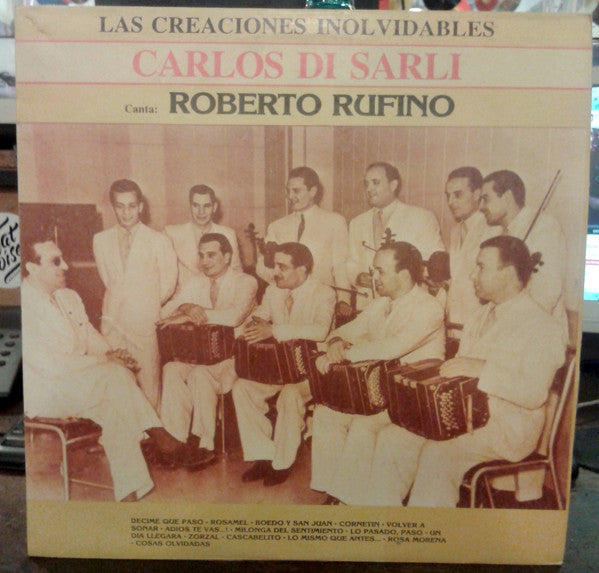 LAS CREACIONES INOLVIDABLES
CARLOS DI SARLI
Canta: ROBERTO RUFINO
DECIME QUE PASO - ROSAMEL - BOEDO Y SAN JUAN - CORNETIN - VOLVER A
SOÑAR - ADIOS, TE VAS...! - MILONGA DEL SENTIMIENTO - LO PASADO, PASO - UN
DIA LLEGARA - ZORZAL - CASCABELITO - LO MISMO QUE ANTES... - ROSA MORENA
- COSAS OLVIDADAS